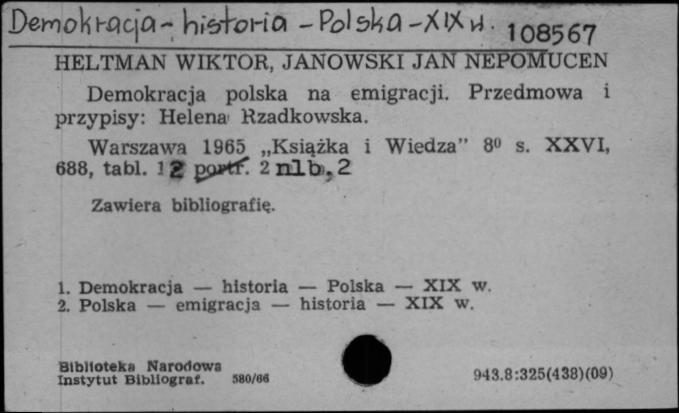 Demokracja - historia - Polska - XIX w. 108567
HELTMAN WIKTOR, JANOWSKI JAN NEPOMUCEN
Demokracja polska na emigracji. Przedmowa i
przypisy: Helena Rzadkowska.
Warszawa 1965 „Książka i Wiedza” 8⁰ s. XXVI,
688, tabl. 12 portr. 2 nlb., 2
Zawiera bibliografię.
1. Demokracja — historia — Polska — XIX w.
2. Polska — emigracja — historia — XIX w.
Biblioteka Narodowa
Instytut Bibliograf. 580/66 943.8:325(438)(09)